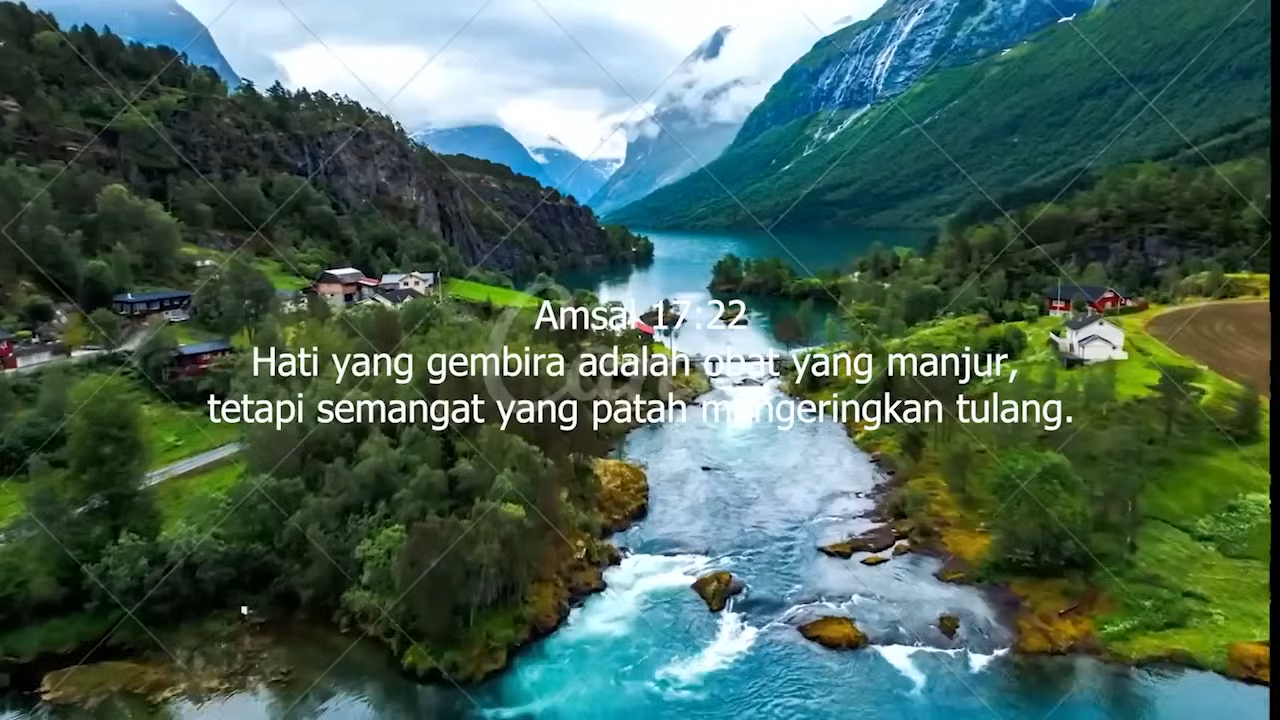 Amsal 17:22
Hati yang gembira adalah obat yang manjur,
tetapi semangat yang patah mengeringkan tulang.